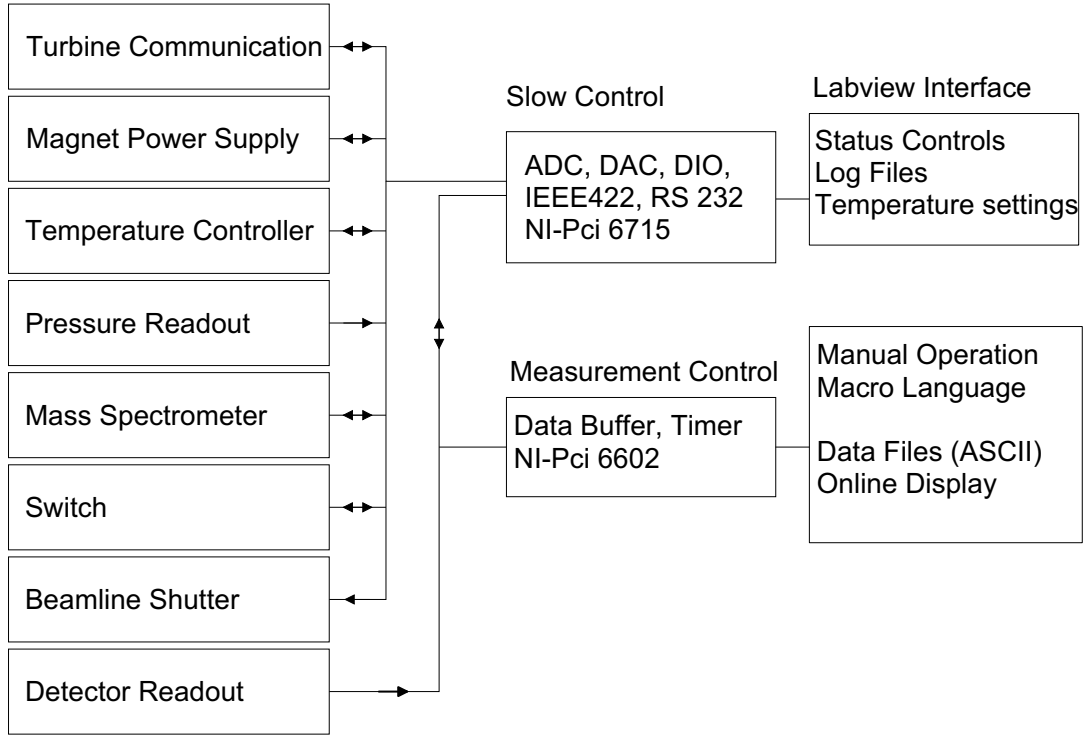 Turbine Communication
Magnet Power Supply
Temperature Controller
Pressure Readout
Mass Spectrometer
Switch
Beamline Shutter
Detector Readout
Slow Control
ADC, DAC, DIO,
IEEE422, RS 232
NI-Pci 6715
Measurement Control
Data Buffer, Timer
NI-Pci 6602
Labview Interface
Status Controls
Log Files
Temperature settings
Manual Operation
Macro Language
Data Files (ASCII)
Online Display